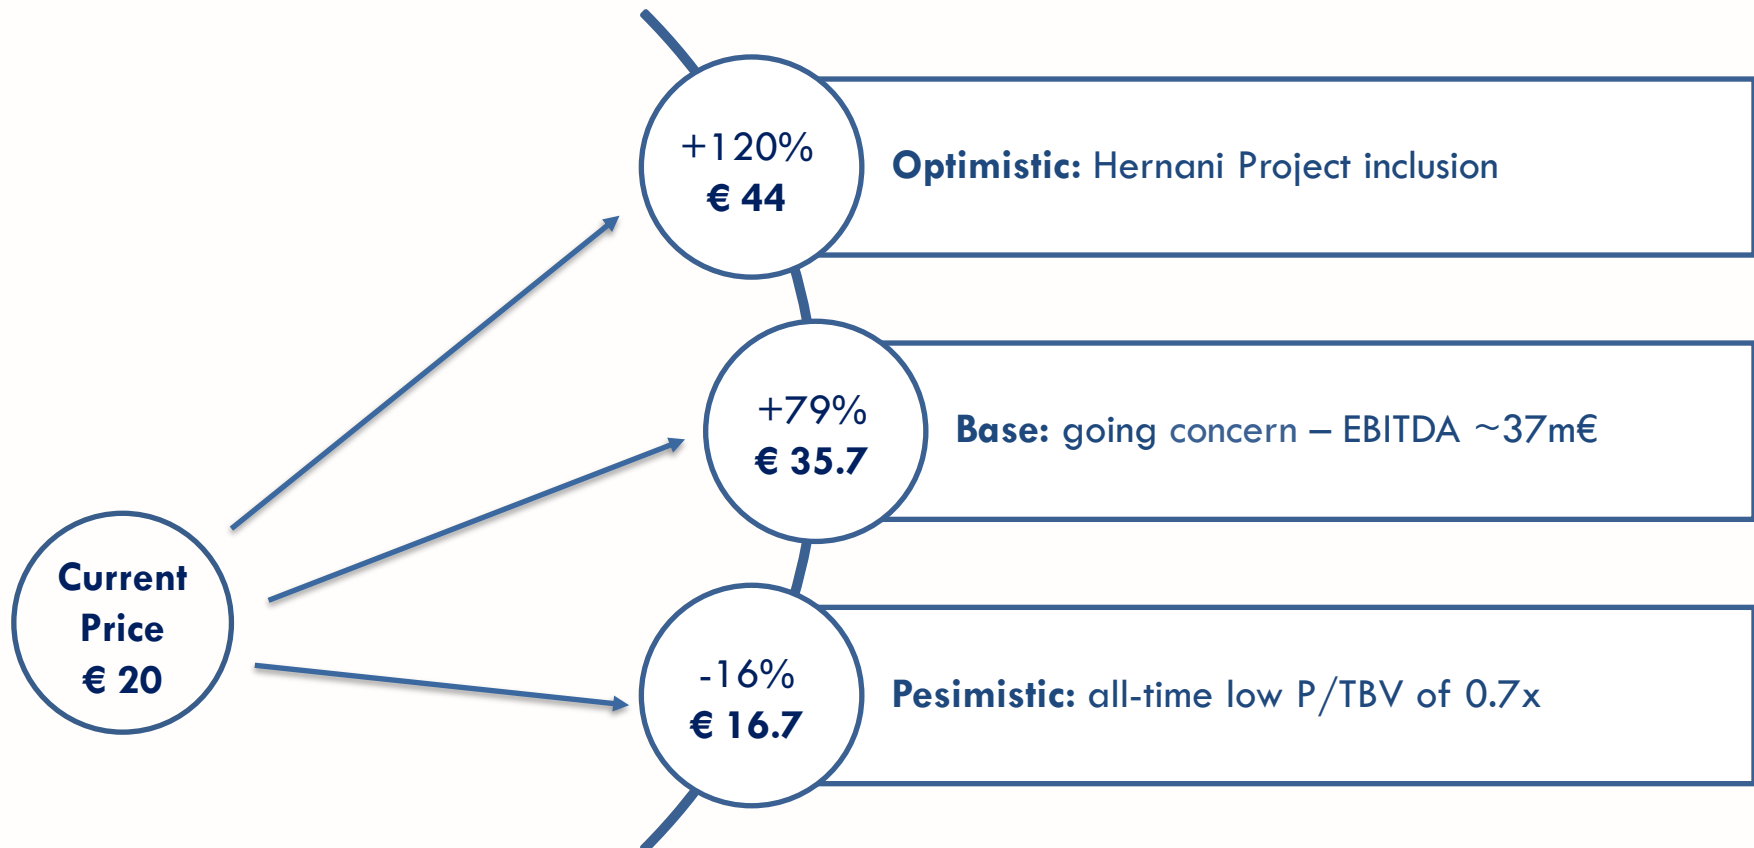 +120%
€ 44
Optimistic: Hernani Project inclusion
+79%
€ 35.7
Base: going concern – EBITDA ~37m€
Current
Price
€ 20
-16%
€ 16.7
Pesimistic: all-time low P/TBV of 0.7x